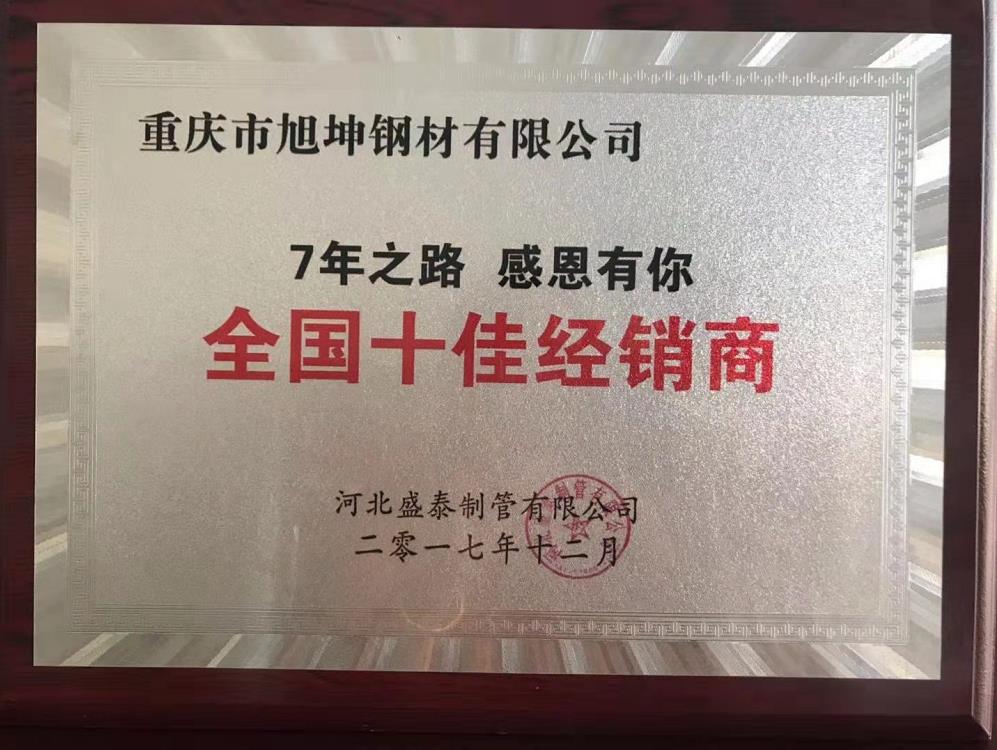 重庆市旭坤钢材有限公司
7年之路 感恩有你
全国十佳经销商
河北盛泰制管有限公司
二零一七年十二月